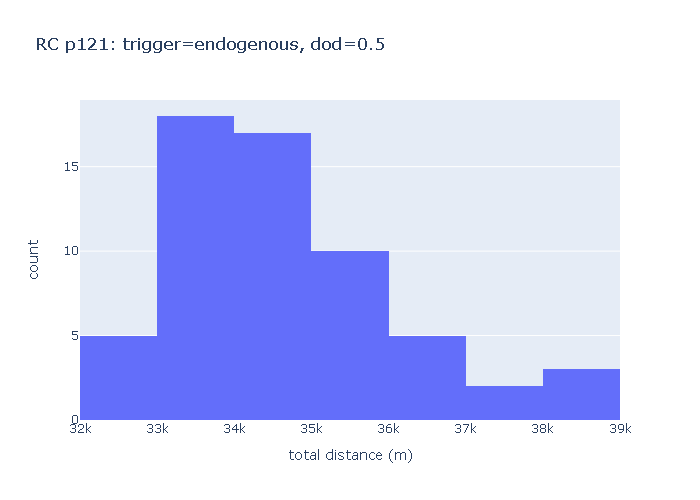 RC p121: trigger=endogenous, dod=0.5
15
10
5
0
count
32k 33k 34k 35k 36k 37k 38k 39k
total distance (m)